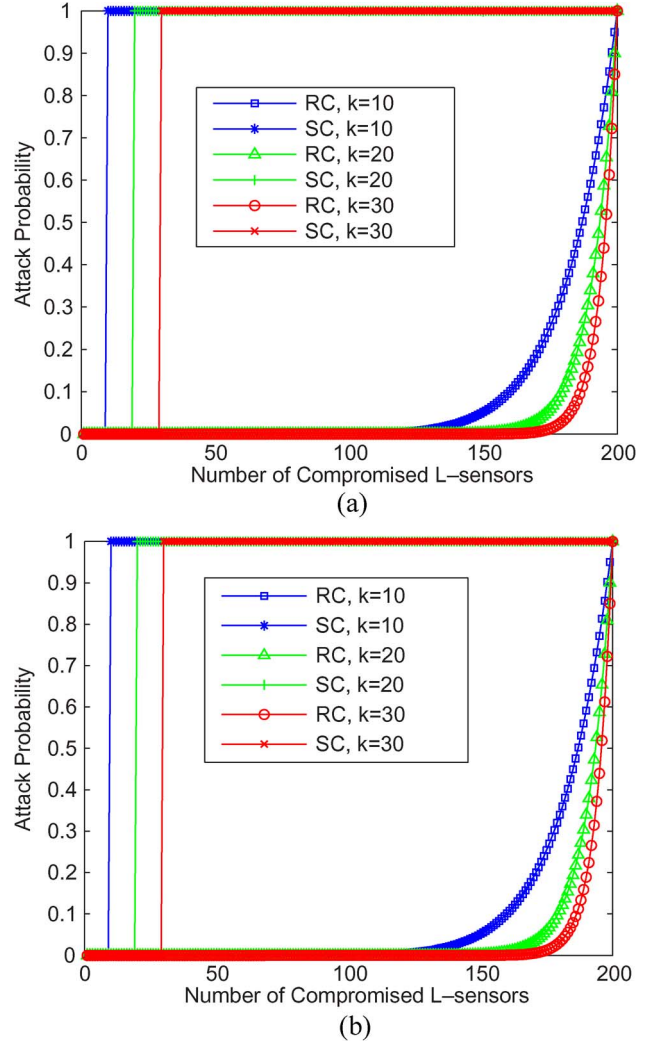 1
0.9
0.8
0.7
0.6
0.5
0.4
0.3
0.2
0.1
0
Attack Probability
RC, k=10
SC, k=10
RC, k=20
SC, k=20
RC, k=30
SC, k=30
0 50 100 150 200
Number of Compromised L–sensors
(a)
1
0.9
0.8
0.7
0.6
0.5
0.4
0.3
0.2
0.1
0
Attack Probability
RC, k=10
SC, k=10
RC, k=20
SC, k=20
RC, k=30
SC, k=30
0 50 100 150 200
Number of Compromised L–sensors
(b)